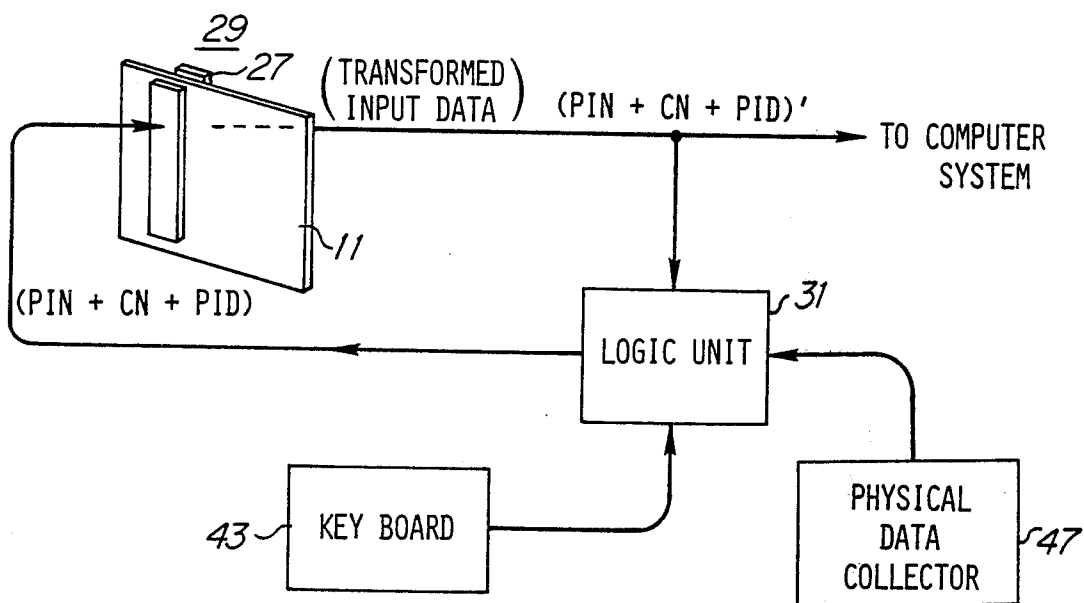 29
27
(TRANSFORMED
INPUT DATA)
(PIN + CN + PID)'
TO COMPUTER
SYSTEM
11
(PIN + CN + PID)
31
LOGIC UNIT
43
KEY BOARD
PHYSICAL
DATA
COLLECTOR
47